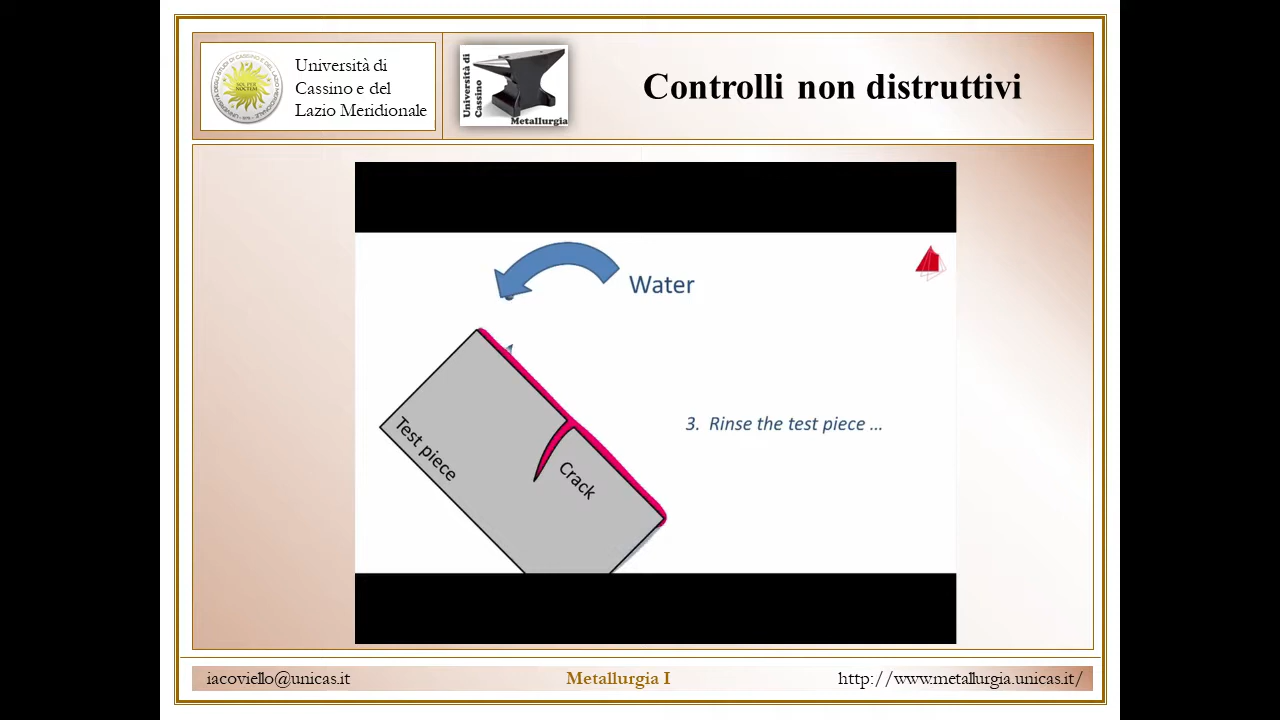 Università di
Cassino e del
Lazio Meridionale
Università di
Cassino
Metallurgia
Controlli non distruttivi
Water
3. Rinse the test piece ...
Test piece
Crack
iacoviello@unicas.it
Metallurgia I
http://www.metallurgia.unicas.it/